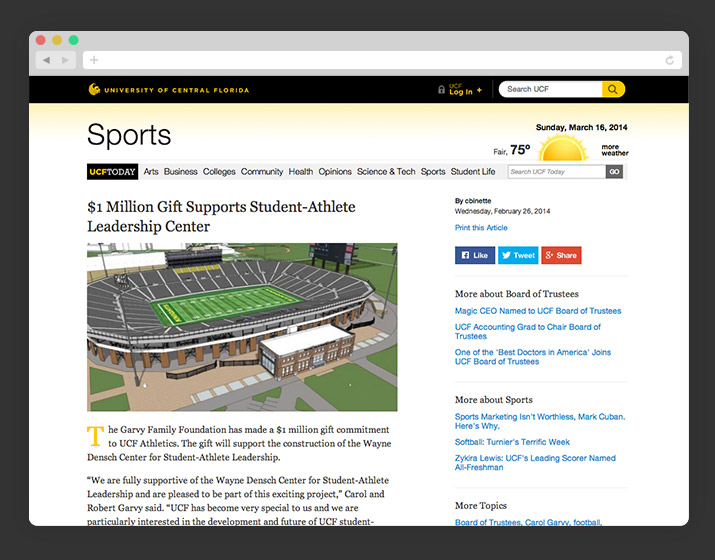 UNIVERSITY OF CENTRAL FLORIDA
UCF
Log In +
Search UCF
Sports
Sunday, March 16, 2014
Fair, 75º
more
weather
UCFTODAY
Arts Business Colleges Community Health Opinions Science & Tech Sports Student Life
Search UCF Today
GO
$1 Million Gift Supports Student-Athlete
Leadership Center
The Garvy Family Foundation has made a $1 million gift commitment
to UCF Athletics. The gift will support the construction of the Wayne
Densch Center for Student-Athlete Leadership.
“We are fully supportive of the Wayne Densch Center for Student-Athlete
Leadership and are pleased to be part of this exciting project,” Carol and
Robert Garvy said. “UCF has become very special to us and we are
particularly interested in the development and future of UCF student-
By cbinette
Wednesday, February 26, 2014
Print this Article
Like
Tweet
Share
More about Board of Trustees
Magic CEO Named to UCF Board of Trustees
UCF Accounting Grad to Chair Board of
Trustees
One of the 'Best Doctors in America' Joins
UCF Board of Trustees
More about Sports
Sports Marketing Isn't Worthless, Mark Cuban.
Here's Why.
Softball: Turnier's Terrific Week
Zykira Lewis: UCF's Leading Scorer Named
All-Freshman
More Topics
Board of Trustees, Carol Garvy, football,